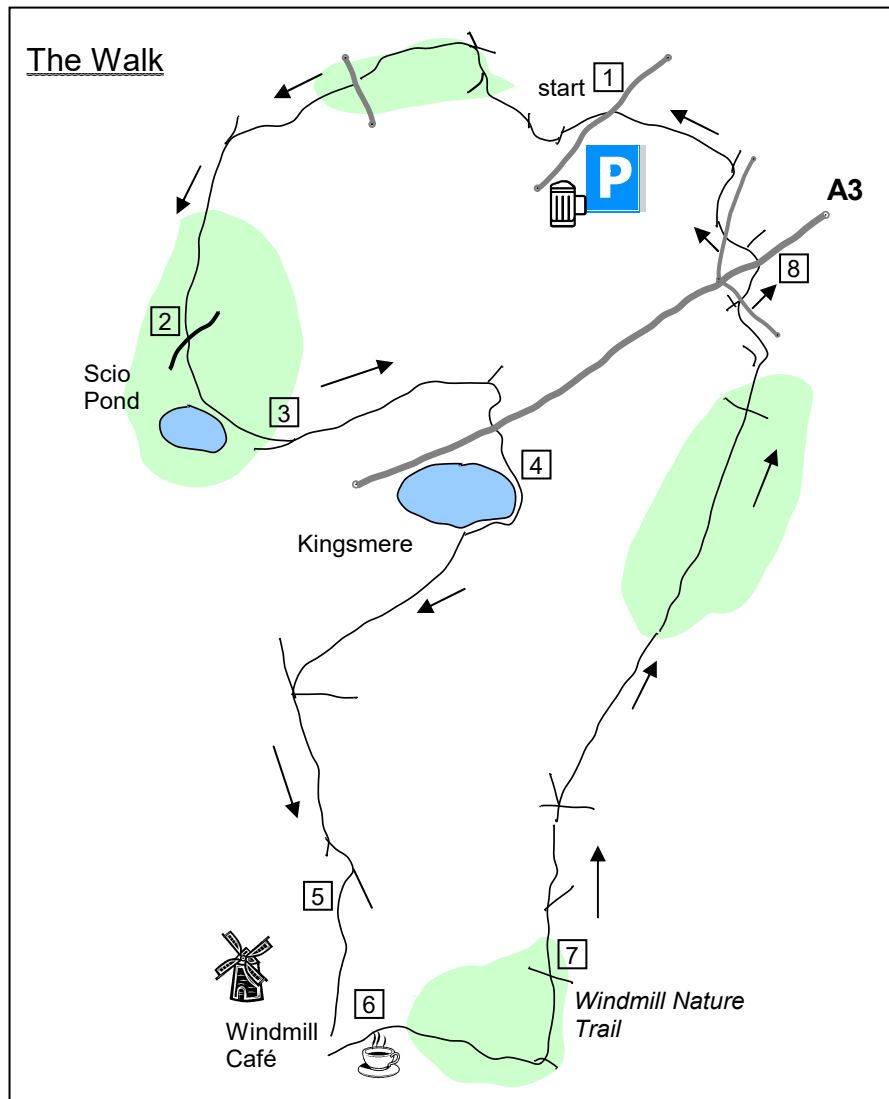 The Walk
start
1
P
A3
8
2
Scio
Pond
3
4
Kingsmere
5
7
6
Windmill Nature
Trail
Windmill
Café